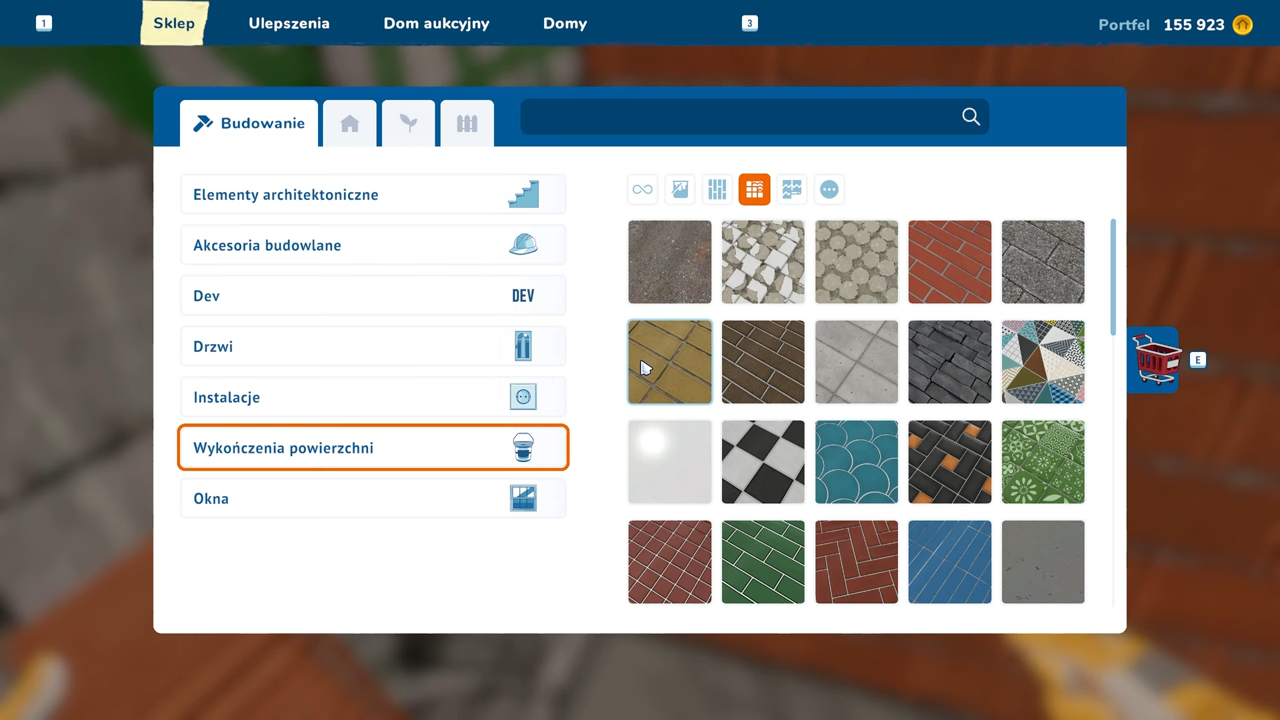 1
Sklep
Ulepszenia
Dom aukcyjny
Domy
3
Portfel 155 923
Budowanie
Elementy architektoniczne
Akcesoria budowlane
Dev
DEV
Drzwi
Instalacje
Wykończenia powierzchni
Okna
E